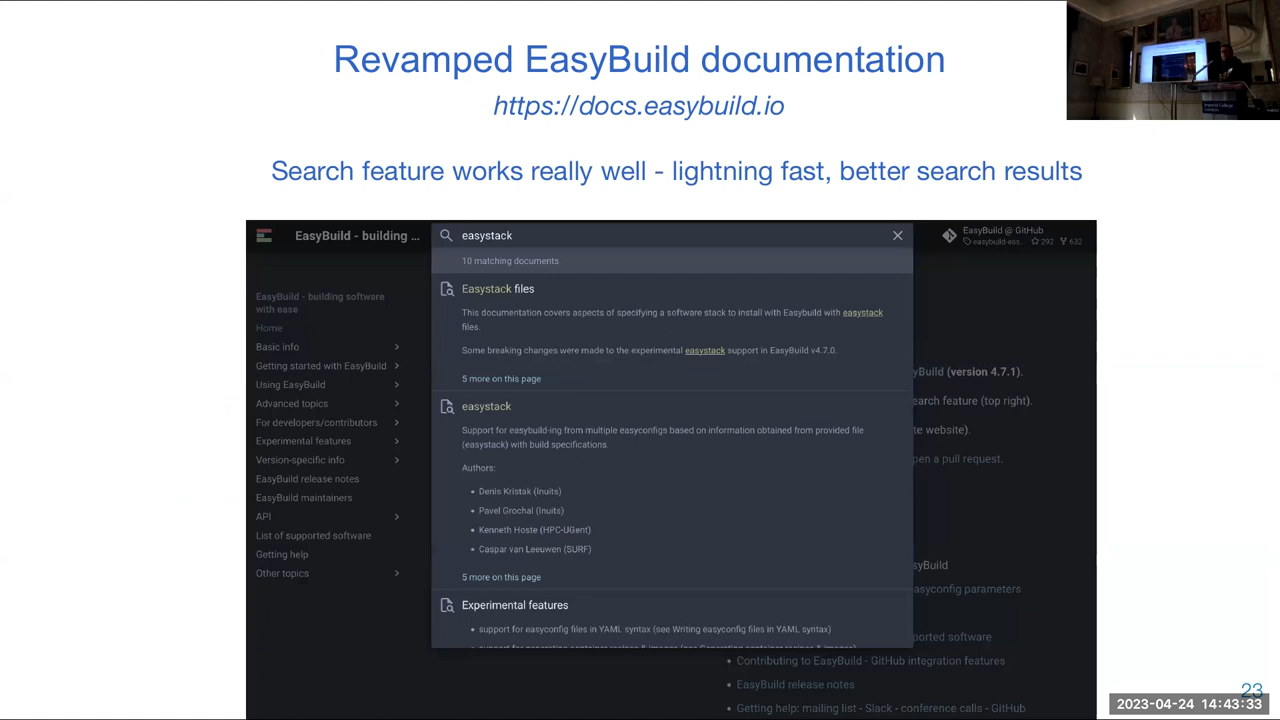 Revamped EasyBuild documentation
https://docs.easybuild.io
Search feature works really well - lightning fast, better search results
EasyBuild - building ...
easystack
EasyBuild @ GitHub
easybuild-eas.. 292 632
10 matching documents
EasyBuild - building software
with ease
Home
Basic info
Getting started with EasyBuild
Using EasyBuild
Advanced topics
For developers/contributors
Experimental features
Version-specific info
EasyBuild release notes
EasyBuild maintainers
API
List of supported software
Getting help
Other topics
Easystack files
This documentation covers aspects of specifying a software stack to install with Easybuild with easystack
files.
Some breaking changes were made to the experimental easystack support in EasyBuild v4.7.0.
5 more on this page
easystack
Support for easybuild-ing from multiple easyconfigs based on information obtained from provided file
(easystack) with build specifications.
Authors:
• Denis Kristak (Inuits)
• Pavel Grochal (Inuits)
• Kenneth Hoste (HPC-UGent)
• Caspar van Leeuwen (SURF)
5 more on this page
Experimental features
• support for easyconfig files in YAML syntax (see Writing easyconfig files in YAML syntax)
yBuild (version 4.7.1).
earch feature (top right).
te website).
pen a pull request.
syBuild
asyconfig parameters
ported software
• Contributing to EasyBuild - GitHub integration features
• EasyBuild release notes
• Getting help: mailing list - Slack - conference calls - GitHub
23
2023-04-24 14:43:33